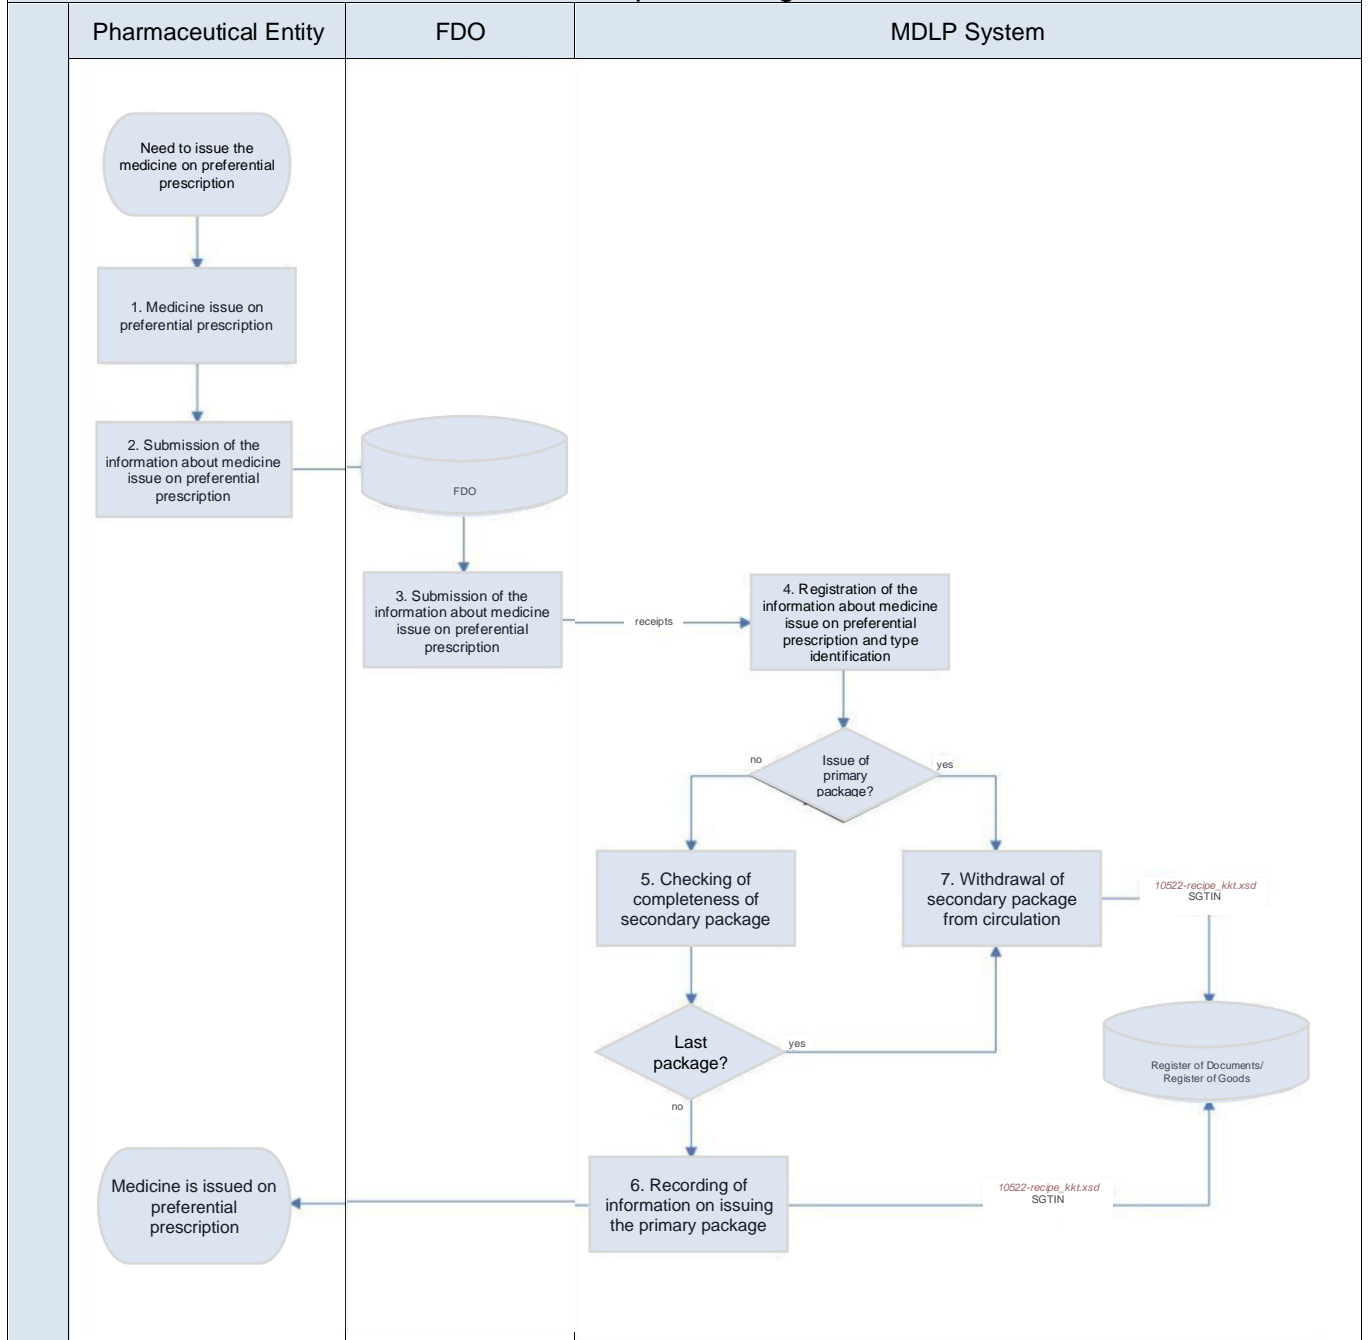 Pharmaceutical Entity
FDO
MDLP System
Need to issue the
medicine on preferential
prescription
1. Medicine issue on
preferential prescription
2. Submission of the
information about medicine
issue on preferential
prescription
FDO
3. Submission of the
information about medicine
issue on preferential
prescription
receipts
4. Registration of the
information about medicine
issue on preferential
prescription and type
identification
no
Issue of
primary
package?
yes
5. Checking of
completeness of
secondary package
7. Withdrawal of
secondary package
from circulation
10522-recipe_kkt.xsd
SGTIN
Last
package?
yes
no
Register of Documents/
Register of Goods
Medicine is issued on
preferential
prescription
6. Recording of
information on issuing
the primary package
10522-recipe_kkt.xsd
SGTIN